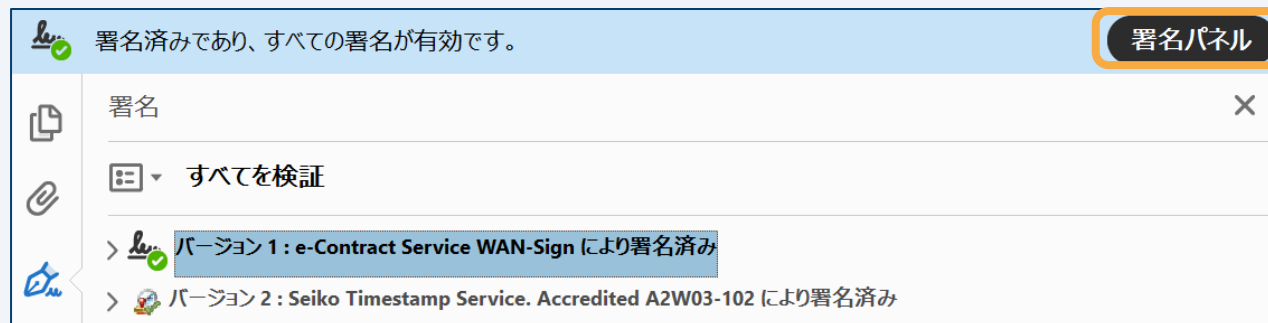 署名済みであり、すべての署名が有効です。
署名パネル
署名
すべてを検証
バージョン 1 : e-Contract Service WAN-Sign により署名済み
バージョン 2 : Seiko Timestamp Service. Accredited A2W03-102 により署名済み